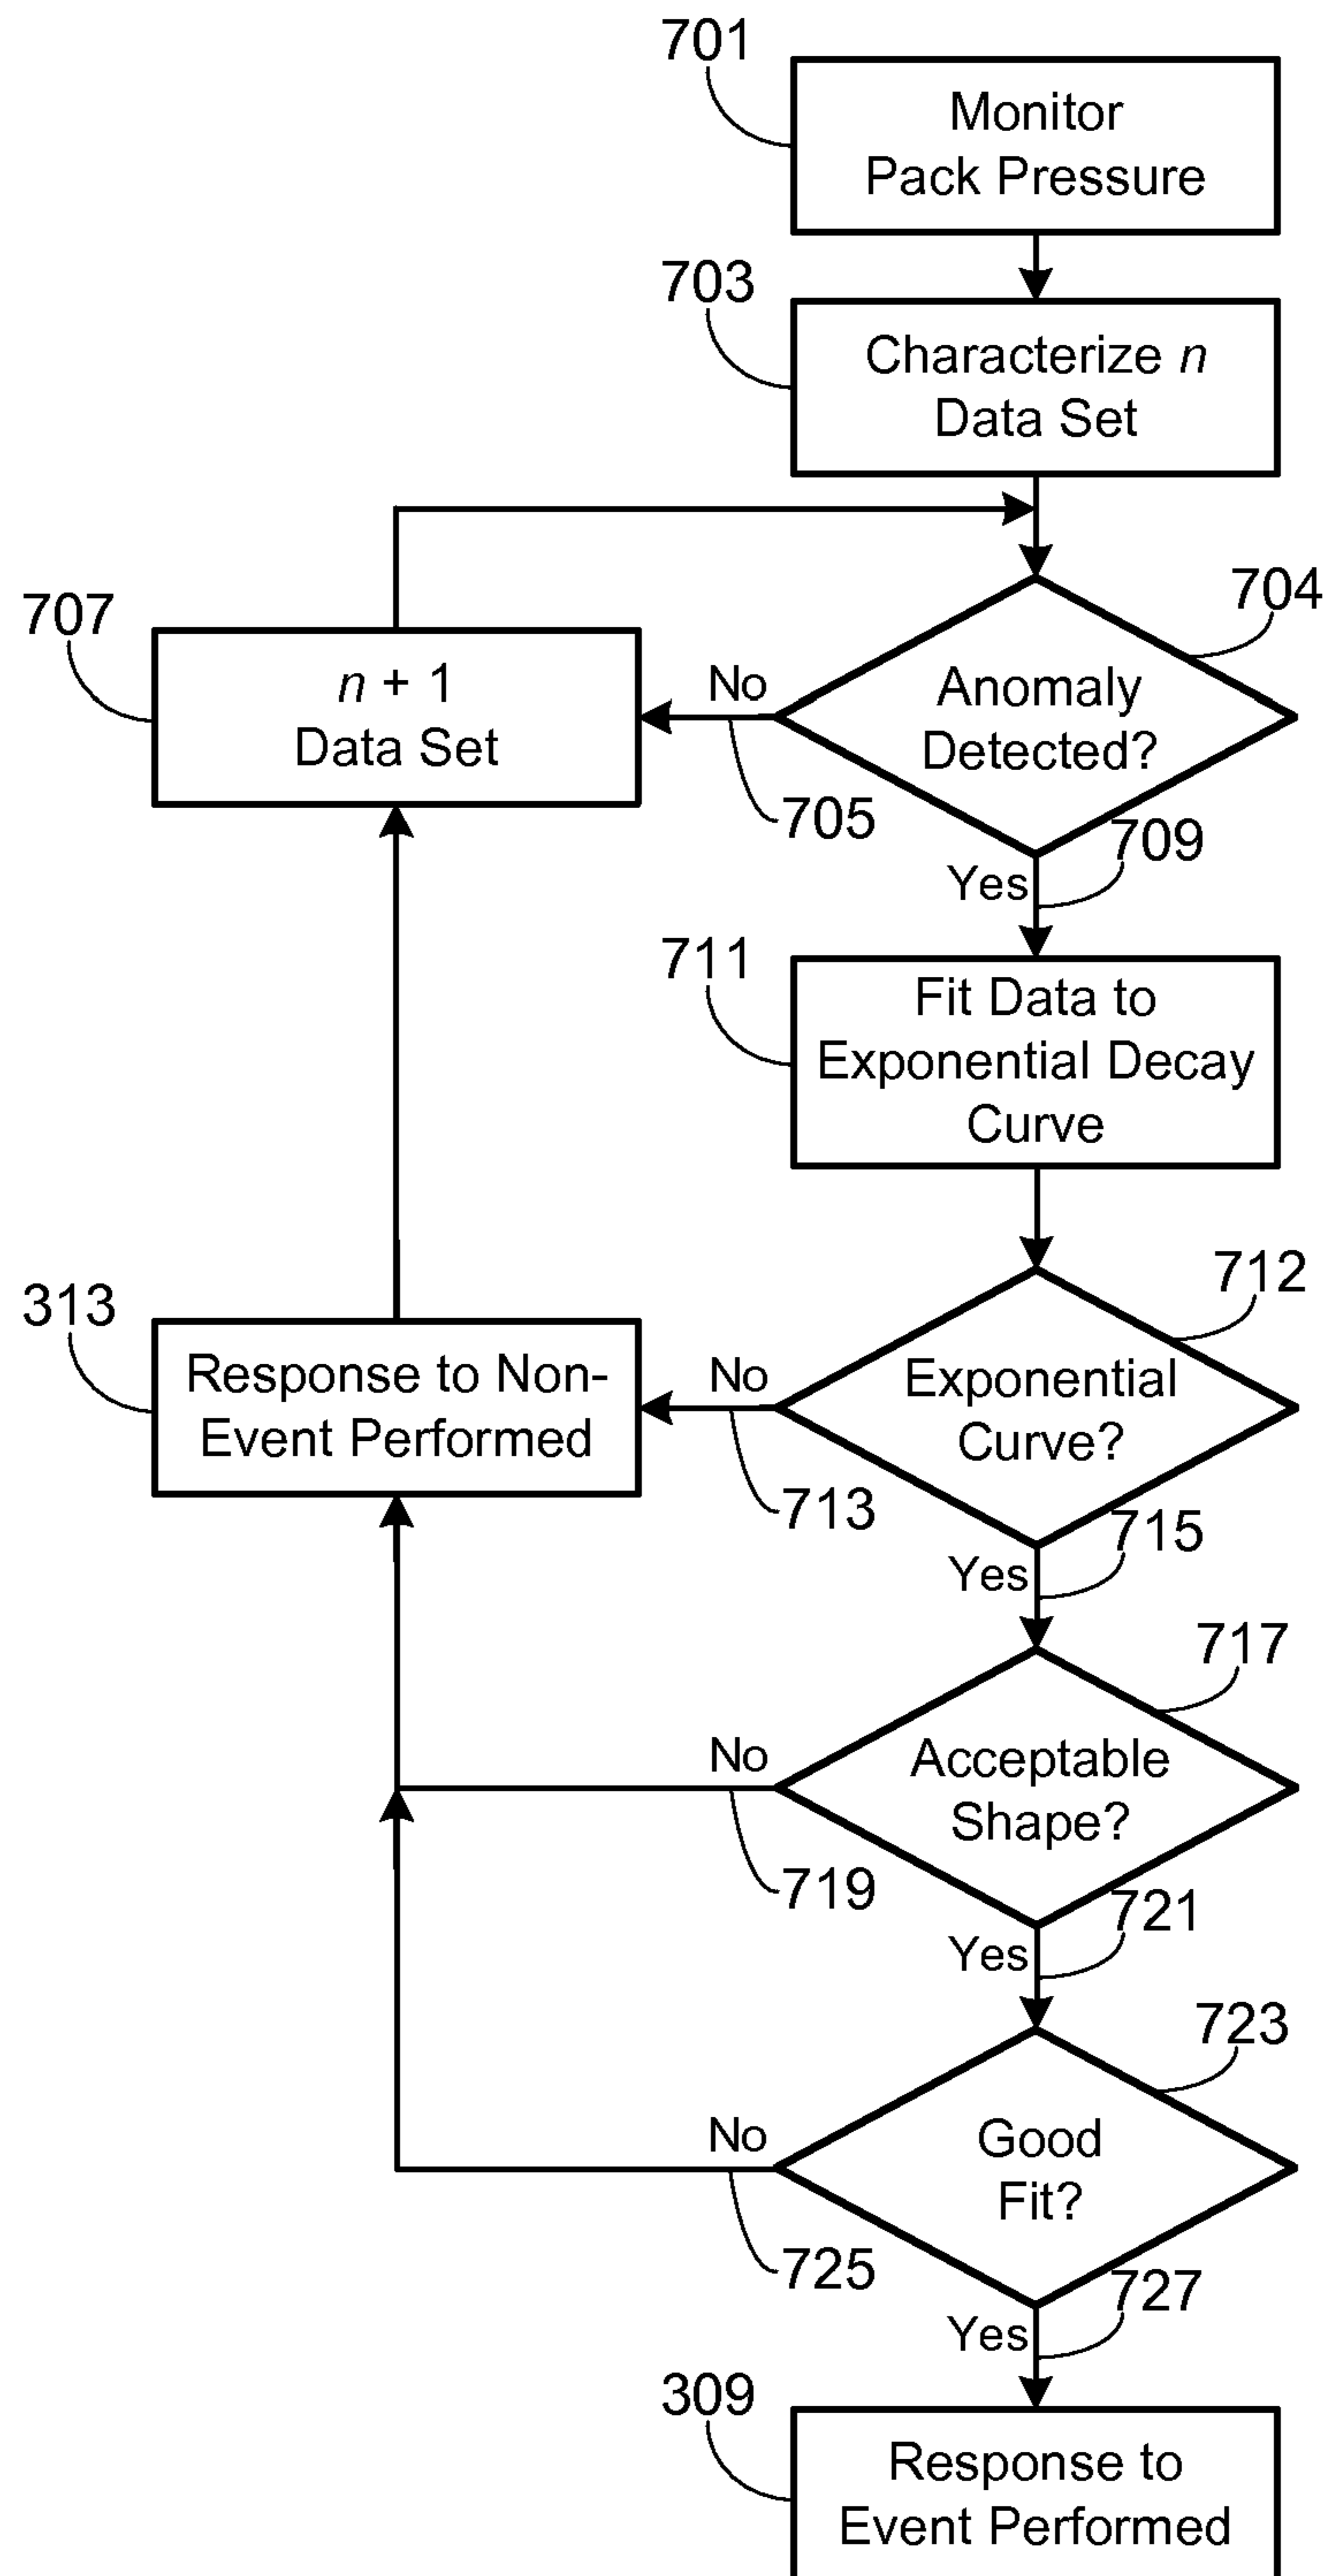 701
Monitor
Pack Pressure
703
Characterize n
Data Set
704
707
n + 1
Data Set
No
Anomaly
Detected?
705
709
Yes
711
Fit Data to
Exponential Decay
Curve
712
313
Response to Non-
Event Performed
No
Exponential
Curve?
713
715
Yes
717
No
Acceptable
Shape?
719
721
Yes
723
No
Good
Fit?
725
727
Yes
309
Response to
Event Performed